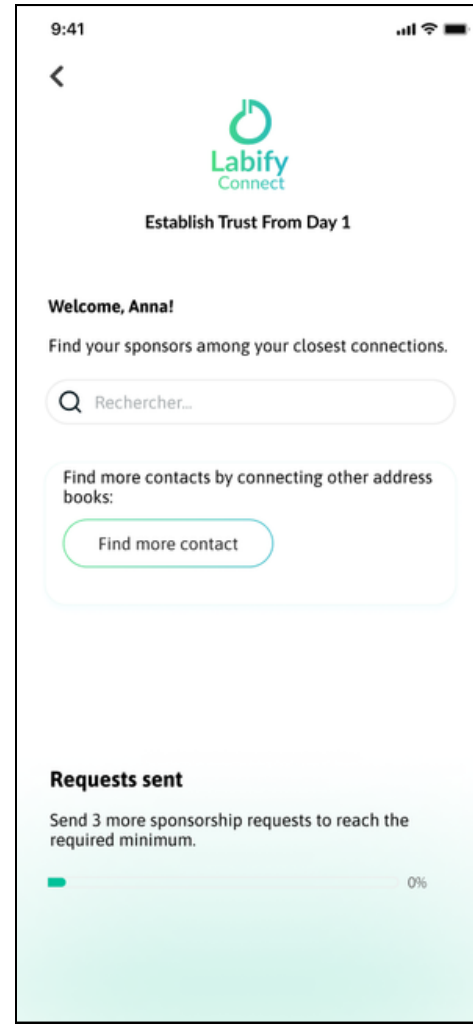 9:41
Labify
Connect
Establish Trust From Day 1
Welcome, Anna!
Find your sponsors among your closest connections.
Rechercher...
Find more contacts by connecting other address
books:
Find more contact
Requests sent
Send 3 more sponsorship requests to reach the
required minimum.
0%